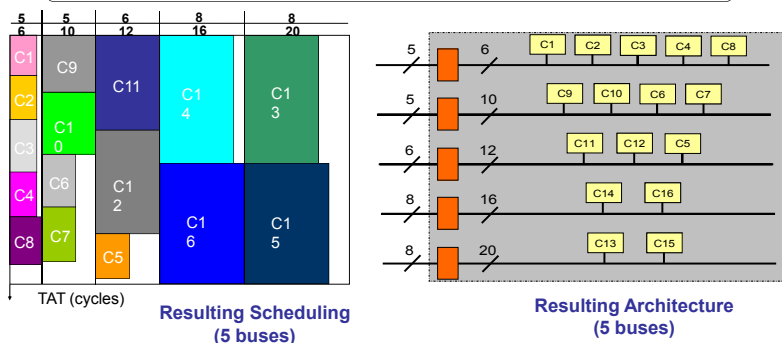 5 5 6 8 8
6 10 12 16 20
C1
C9
C11
C1
4
C1
3
C2
C1
0
C3
C6
C1
2
C4
C7
C1
6
C1
5
C8
C5
TAT (cycles)
Resulting Scheduling
(5 buses)
5 6 C1 C2 C3 C4 C8
5 10 C9 C10 C6 C7
6 12 C11 C12 C5
8 16 C14 C16
8 20 C13 C15
Resulting Architecture
(5 buses)